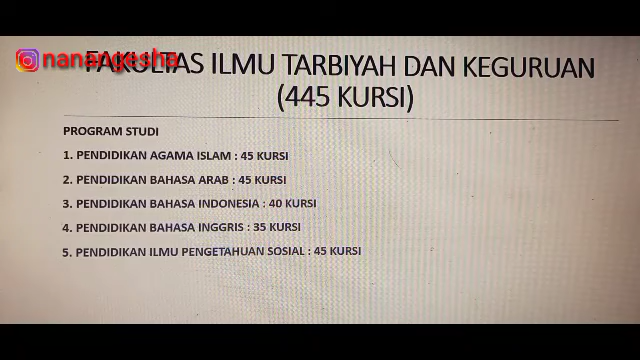 nanangesha
FAKULTAS ILMU TARBIYAH DAN KEGURUAN
(445 KURSI)
PROGRAM STUDI
1. PENDIDIKAN AGAMA ISLAM : 45 KURSI
2. PENDIDIKAN BAHASA ARAB : 45 KURSI
3. PENDIDIKAN BAHASA INDONESIA : 40 KURSI
4. PENDIDIKAN BAHASA INGGRIS : 35 KURSI
5. PENDIDIKAN ILMU PENGETAHUAN SOSIAL : 45 KURSI